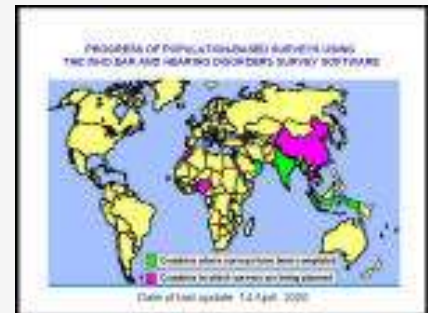 PROGRESS OF POPULATION-BASED SURVEYS USING
THE WHO EAR AND HEARING DISORDERS SURVEY SOFTWARE
Countries where surveys have been completed
Countries in which surveys are being planned
Date of last update: 14 April 2000